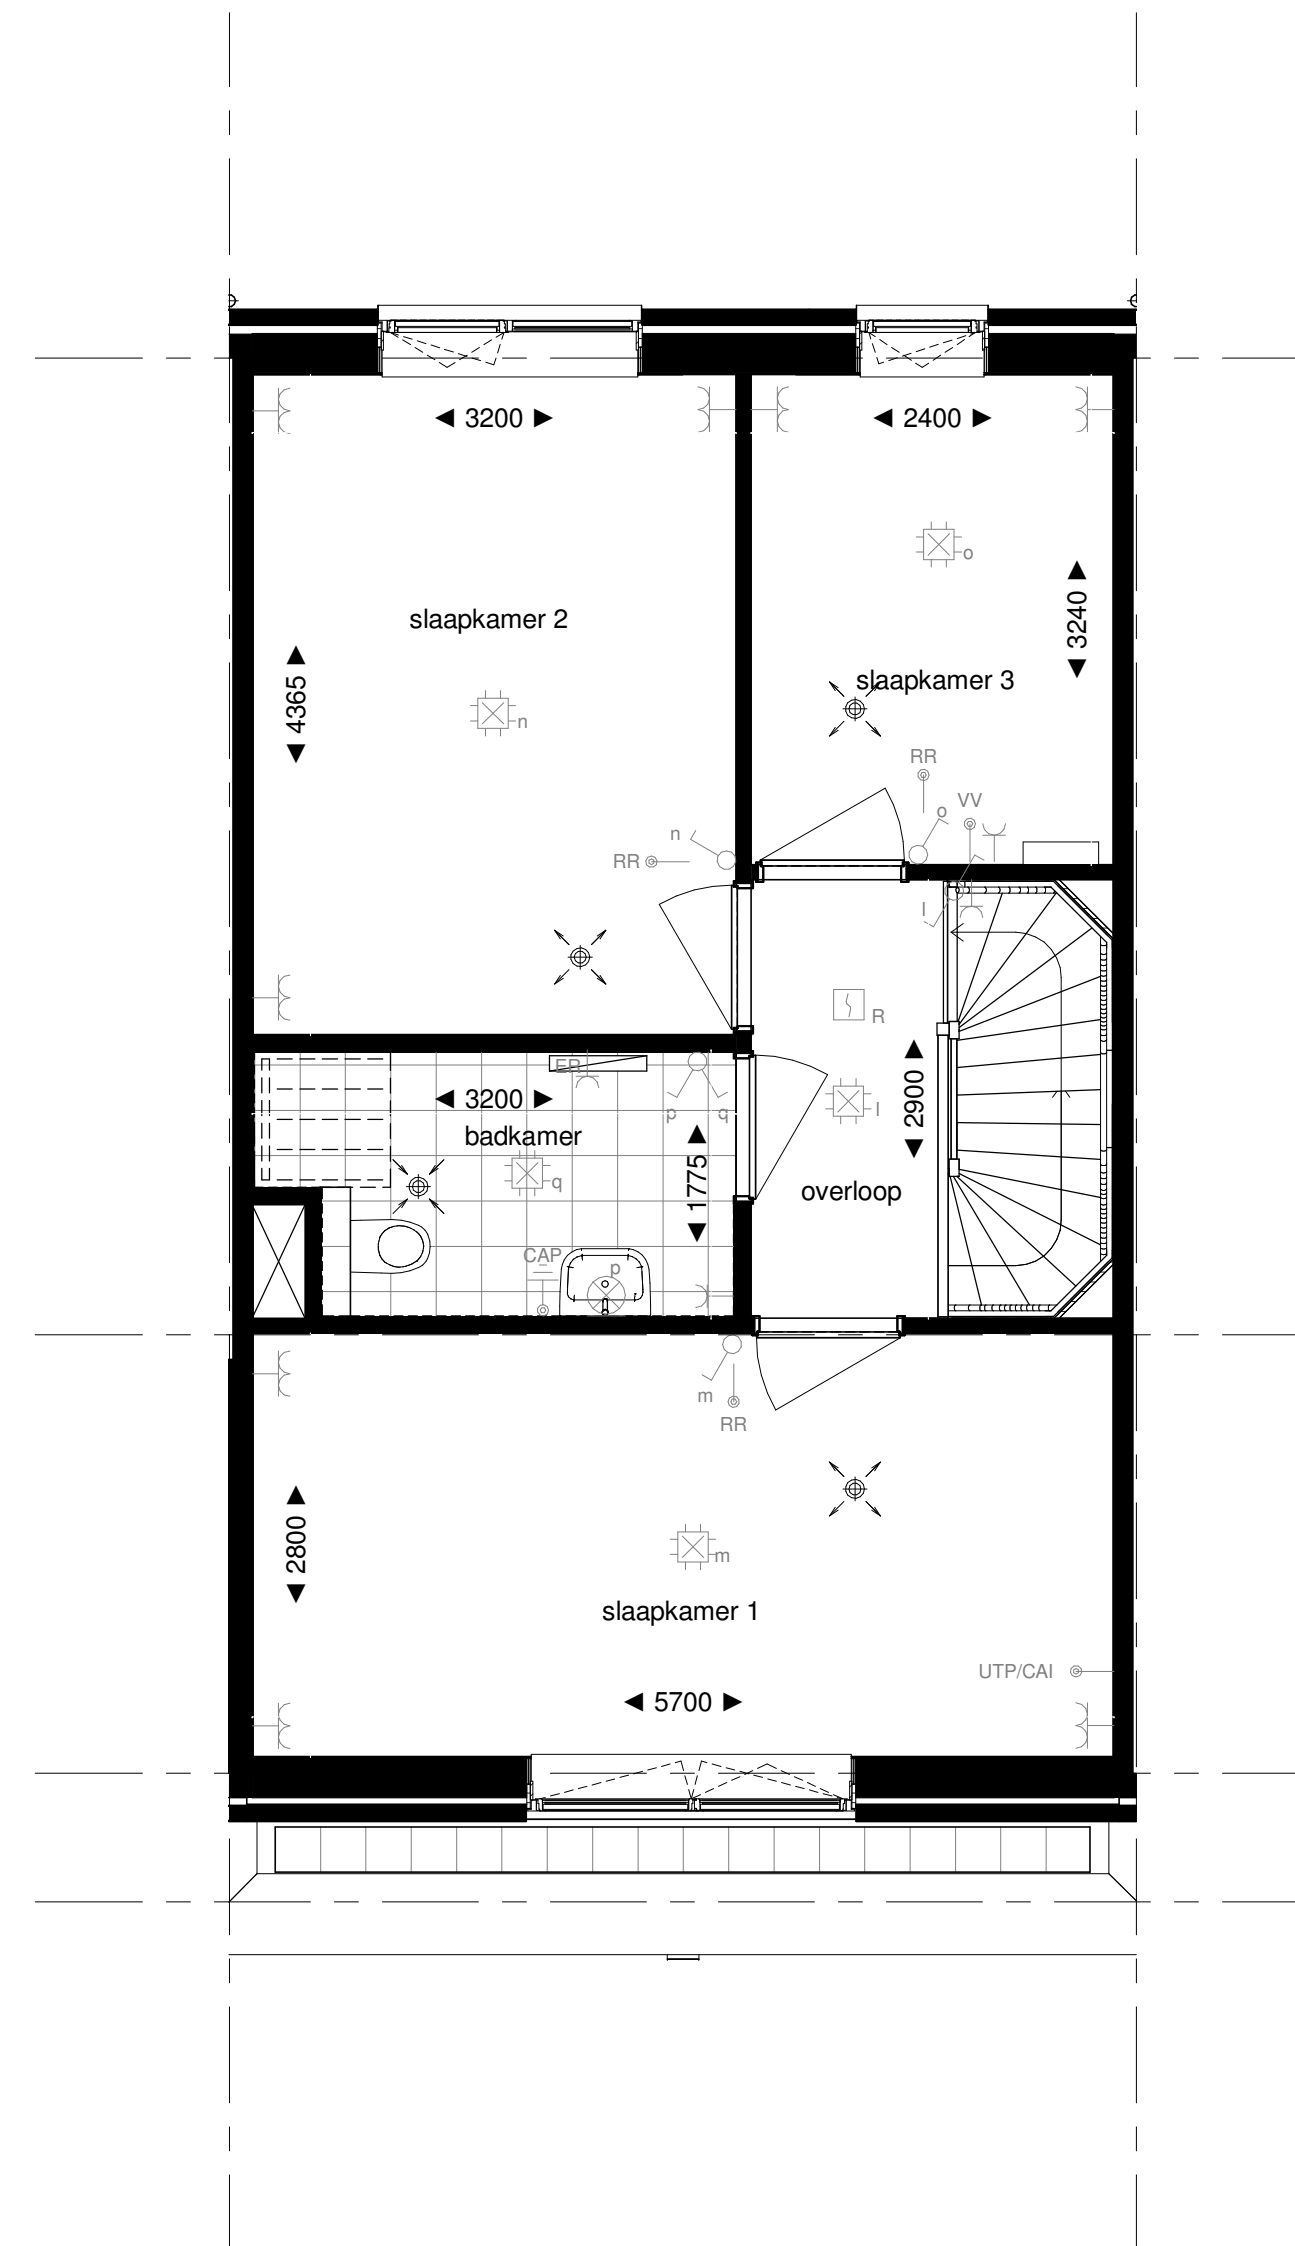 3200
2400
o
3240
slaapkamer 2
slaapkamer 3
4365
n
RR
o
VV
n
RR
l
R
ER
3200
p
q
l
2900
badkamer
1775
q
overloop
CAP
p
m
RR
2800
m
slaapkamer 1
UTP/CAI
5700